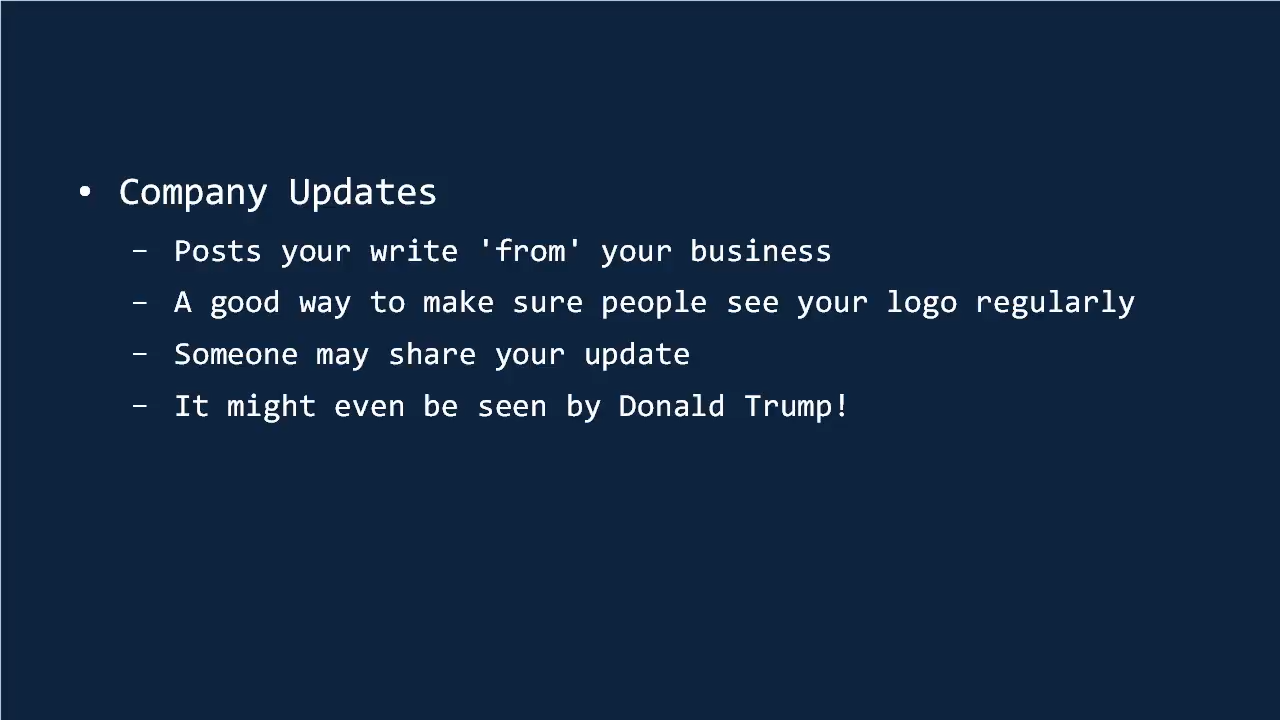 • Company Updates
– Posts your write 'from' your business
– A good way to make sure people see your logo regularly
– Someone may share your update
– It might even be seen by Donald Trump!